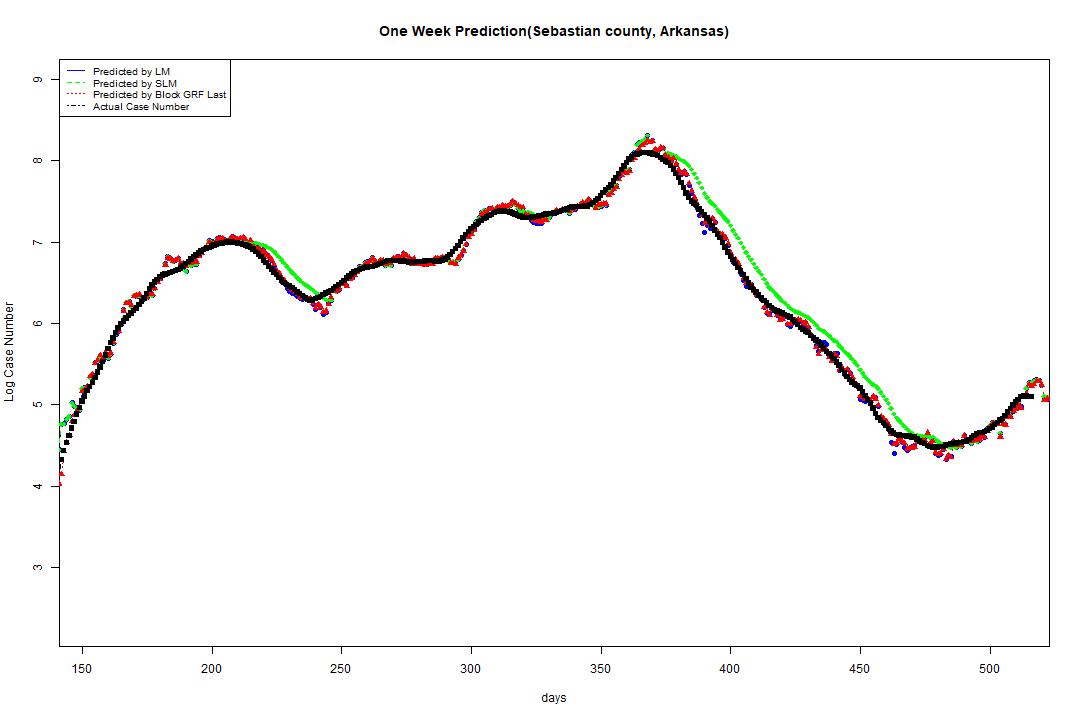 One Week Prediction(Sebastian county, Arkansas)
Predicted by LM
Predicted by SLM
Predicted by Block GRF Last
Actual Case Number
Log Case Number
9
8
7
6
5
4
3
150 200 250 300 350 400 450 500
days